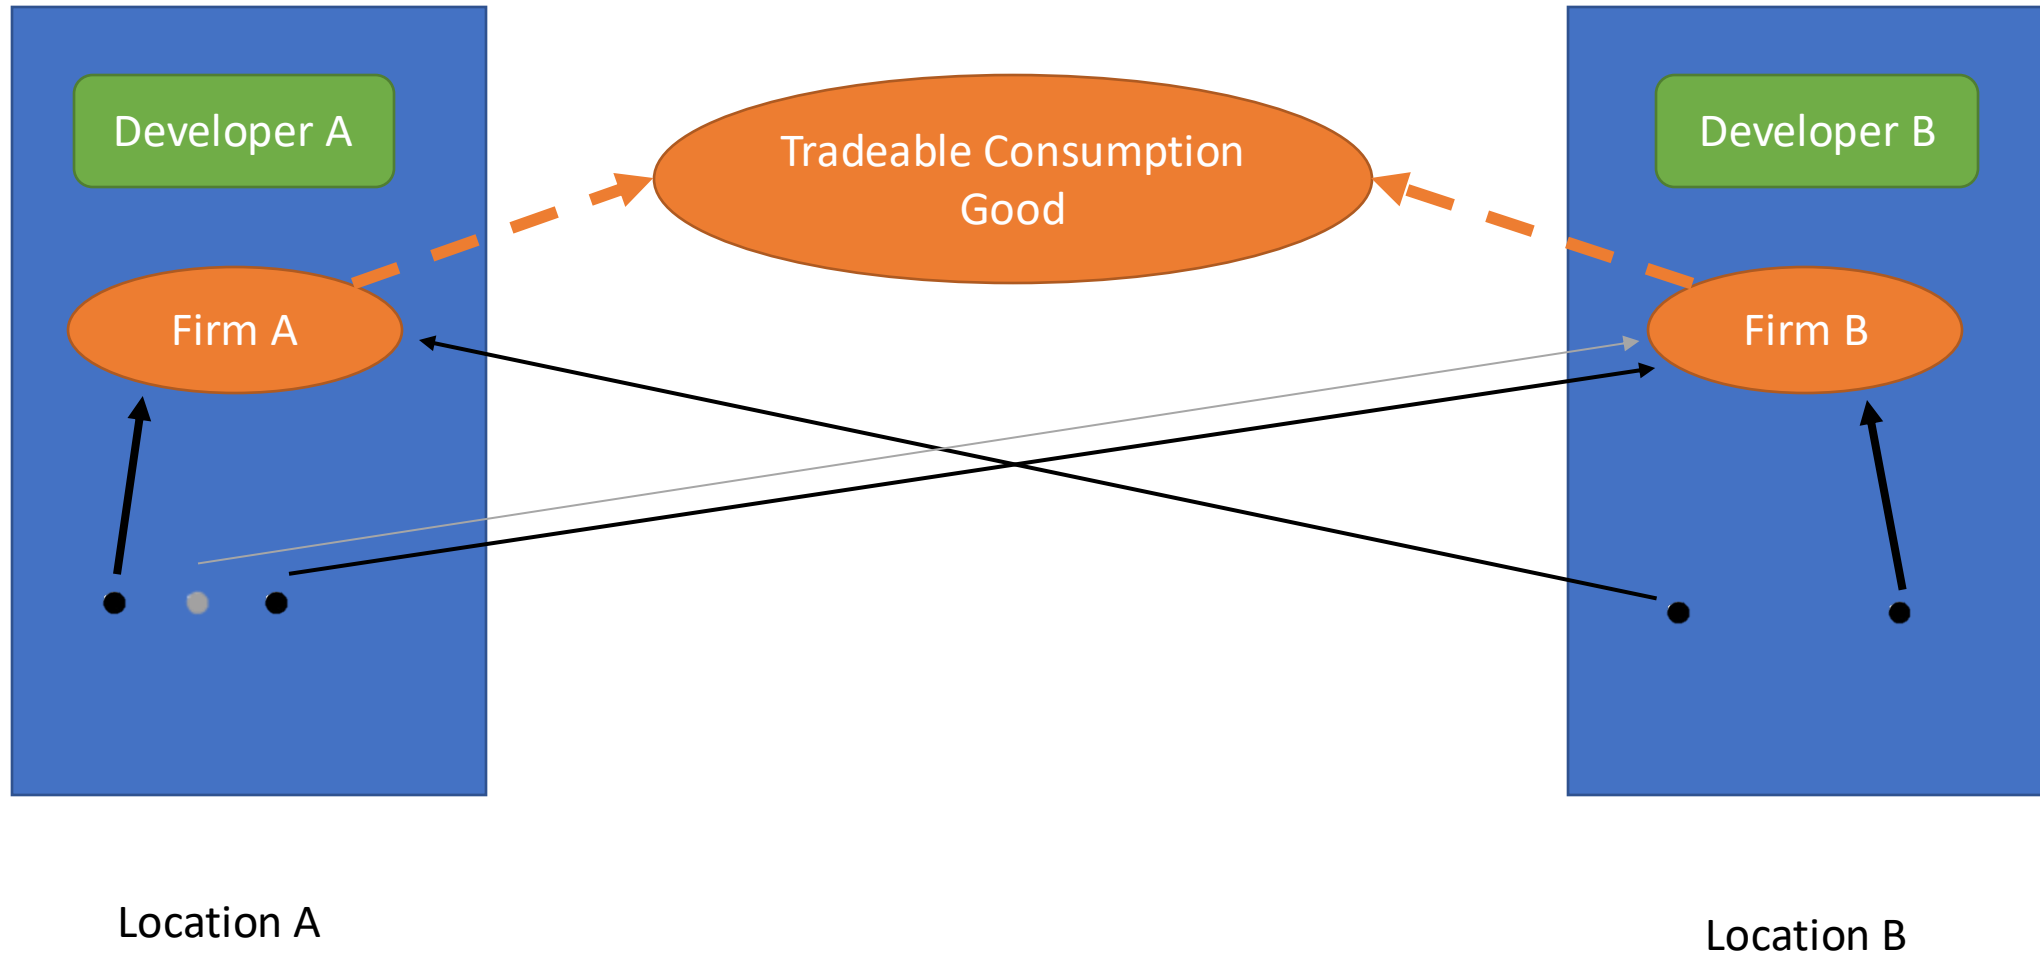 Developer A
Tradeable Consumption
Good
Developer B
Firm A
Firm B
Location A
Location B